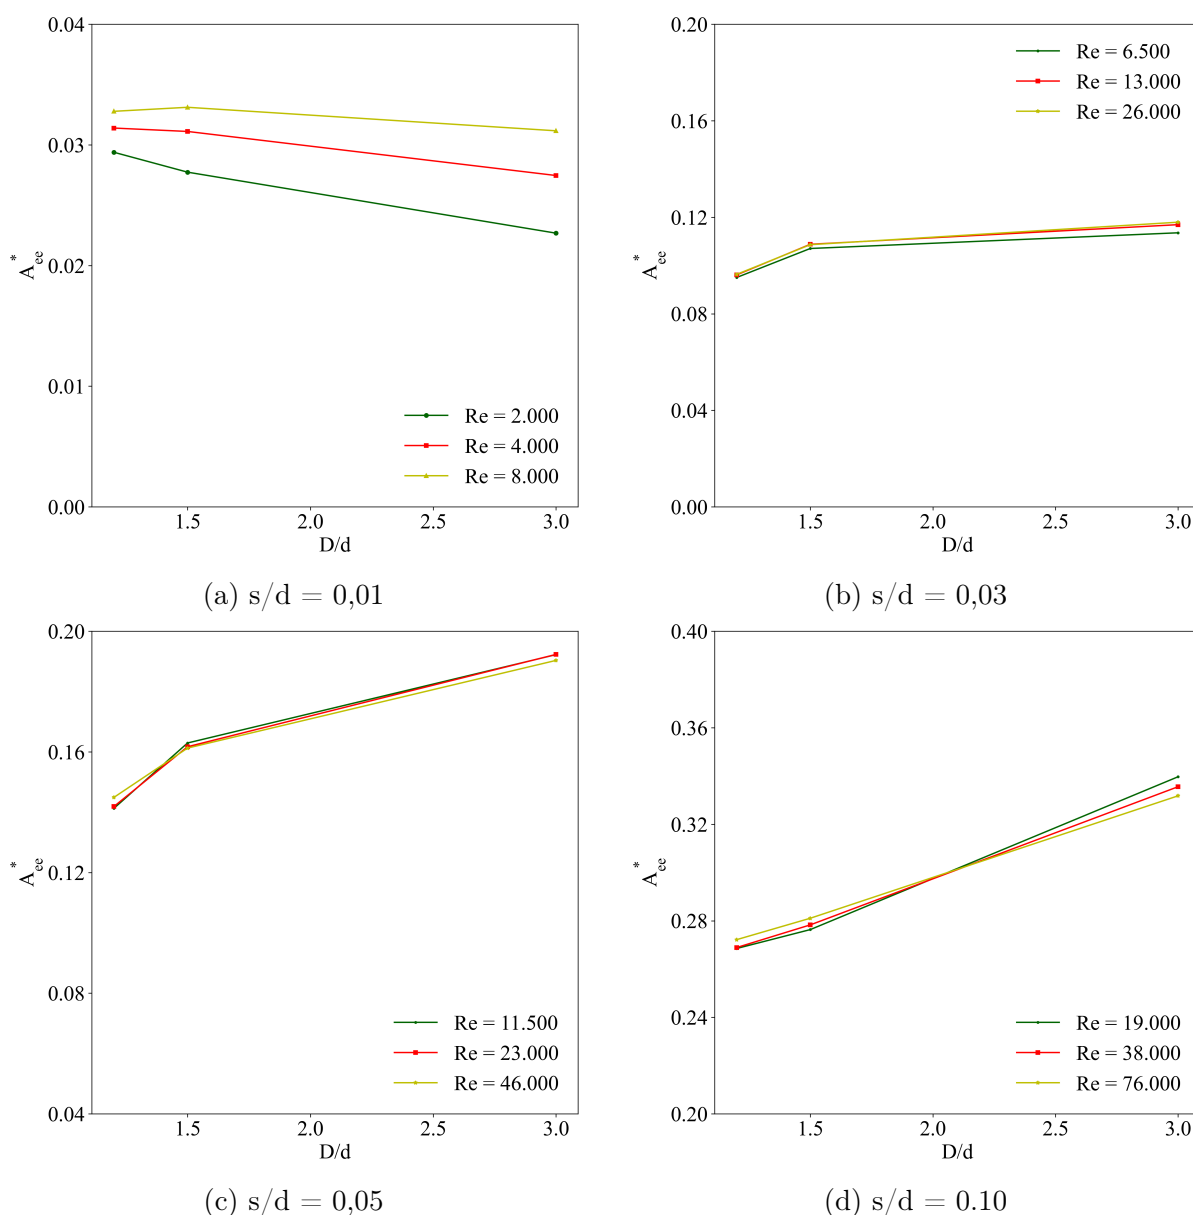 0.04
0.03
0.02
0.01
0.00
A*ee
1.5 2.0 2.5 3.0
D/d
Re = 2.000
Re = 4.000
Re = 8.000
(a) s/d = 0,01
0.20
0.16
0.12
0.08
0.04
0.00
A*ee
1.5 2.0 2.5 3.0
D/d
Re = 6.500
Re = 13.000
Re = 26.000
(b) s/d = 0,03
0.20
0.16
0.12
0.08
0.04
A*ee
1.5 2.0 2.5 3.0
D/d
Re = 11.500
Re = 23.000
Re = 46.000
(c) s/d = 0,05
0.40
0.36
0.32
0.28
0.24
0.20
A*ee
1.5 2.0 2.5 3.0
D/d
Re = 19.000
Re = 38.000
Re = 76.000
(d) s/d = 0.10